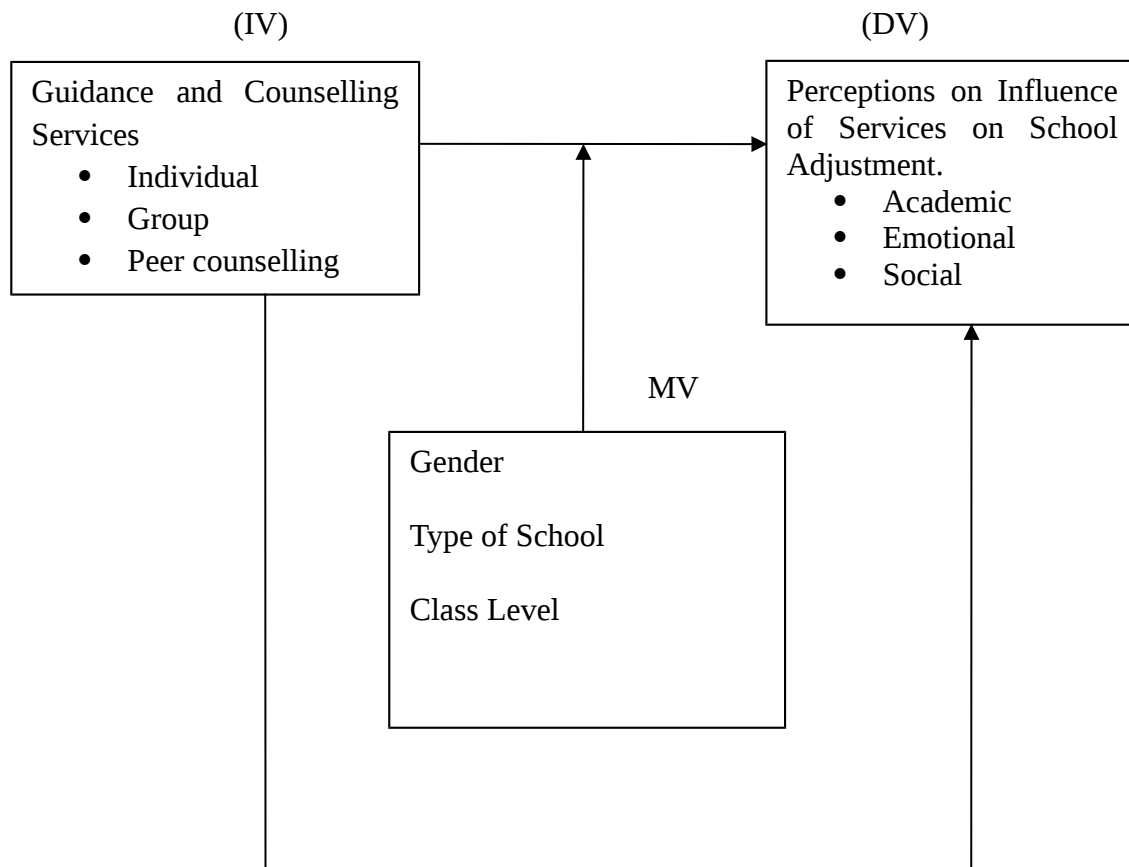 (IV)
(DV)
Guidance and Counselling
Services
• Individual
• Group
• Peer counselling
Perceptions on Influence
of Services on School
Adjustment.
• Academic
• Emotional
• Social
MV
Gender
Type of School
Class Level